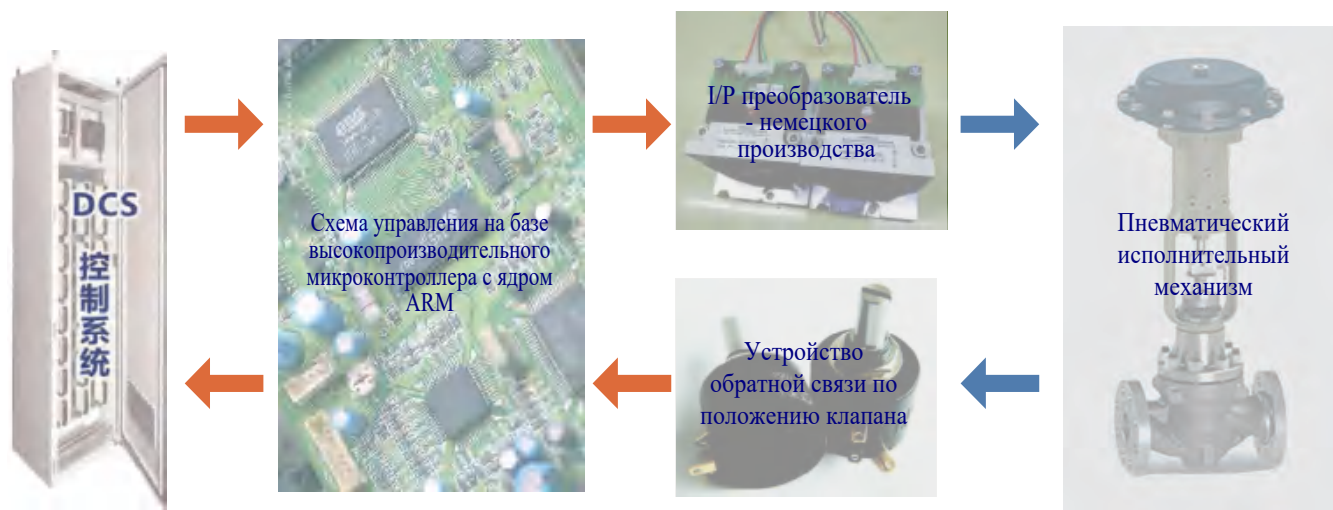 DCS
控制系统
Схема управления на базе
высокопроизводительного
микроконтроллера с ядром
ARM
I/P преобразователь
- немецкого
производства
Устройство
обратной связи по
положению клапана
Пневматический
исполнительный
механизм